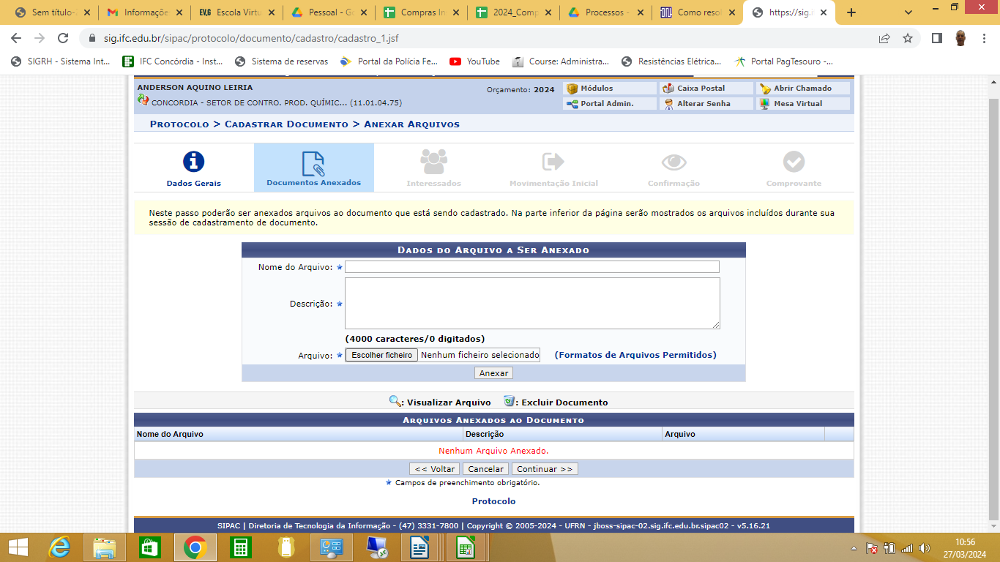 Sem título-
Informaçõe
EV.G Escola Virtu
Pessoal - Go
Compras In
2024_Comp
Processos -
Como resol
https://sig.i
sig.ifc.edu.br/sipac/protocolo/documento/cadastro/cadastro_1.jsf
SIGRH - Sistema Int...
IFC Concórdia - Inst...
Sistema de reservas
Portal da Polícia Fe...
YouTube
Course: Administra...
Resistências Elétrica...
Portal PagTesouro -...
ANDERSON AQUINO LEIRIA
Orçamento: 2024
Módulos
Caixa Postal
Abrir Chamado
CONCORDIA - SETOR DE CONTRO. PROD. QUÍMIC... (11.01.04.75)
Portal Admin.
Alterar Senha
Mesa Virtual
Protocolo > Cadastrar Documento > Anexar Arquivos
Dados Gerais
Documentos Anexados
Interessados
Movimentação Inicial
Confirmação
Comprovante
Neste passo poderão ser anexados arquivos ao documento que está sendo cadastrado. Na parte inferior da página serão mostrados os arquivos incluídos durante sua
sessão de cadastramento de documento.
Dados do Arquivo a Ser Anexado
Nome do Arquivo:
Descrição:
(4000 caracteres/0 digitados)
Arquivo: Escolher ficheiro Nenhum ficheiro selecionado (Formatos de Arquivos Permitidos)
Anexar
: Visualizar Arquivo : Excluir Documento
Arquivos Anexados ao Documento
Nome do Arquivo Descrição Arquivo
Nenhum Arquivo Anexado.
<< Voltar Cancelar Continuar >>
Campos de preenchimento obrigatório.
Protocolo
SIPAC | Diretoria de Tecnologia da Informação - (47) 3331-7800 | Copyright © 2005-2024 - UFRN - jboss-sipac-02.sig.ifc.edu.br.sipac02 - v5.16.21
10:56
27/03/2024